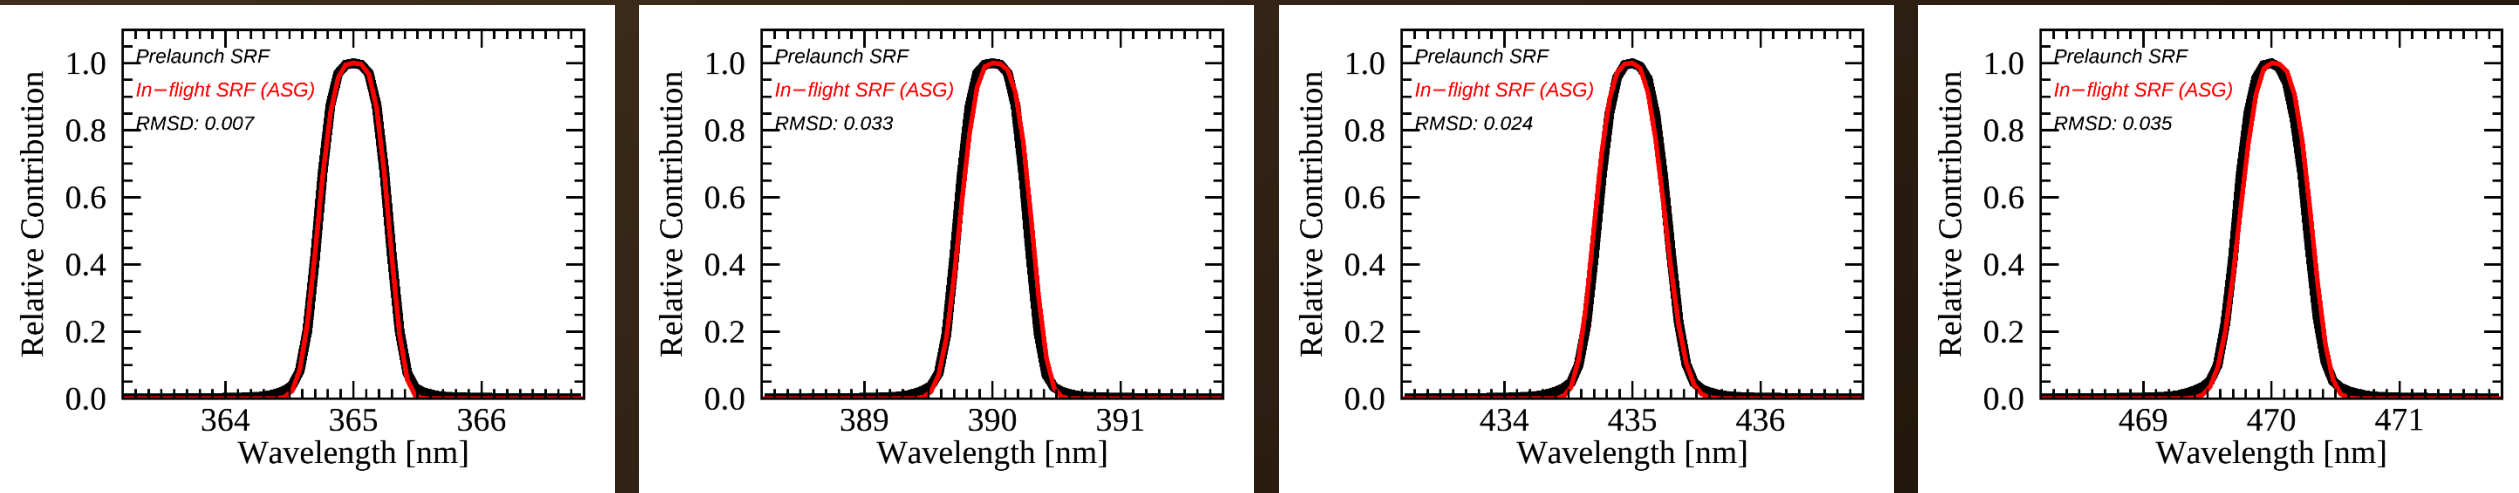 Prelaunch SRF
In−flight SRF (ASG)
RMSD: 0.007
Relative Contribution
1.0
0.8
0.6
0.4
0.2
0.0
364 365 366
Wavelength [nm]
Prelaunch SRF
In−flight SRF (ASG)
RMSD: 0.033
Relative Contribution
1.0
0.8
0.6
0.4
0.2
0.0
389 390 391
Wavelength [nm]
Prelaunch SRF
In−flight SRF (ASG)
RMSD: 0.024
Relative Contribution
1.0
0.8
0.6
0.4
0.2
0.0
434 435 436
Wavelength [nm]
Prelaunch SRF
In−flight SRF (ASG)
RMSD: 0.035
Relative Contribution
1.0
0.8
0.6
0.4
0.2
0.0
469 470 471
Wavelength [nm]